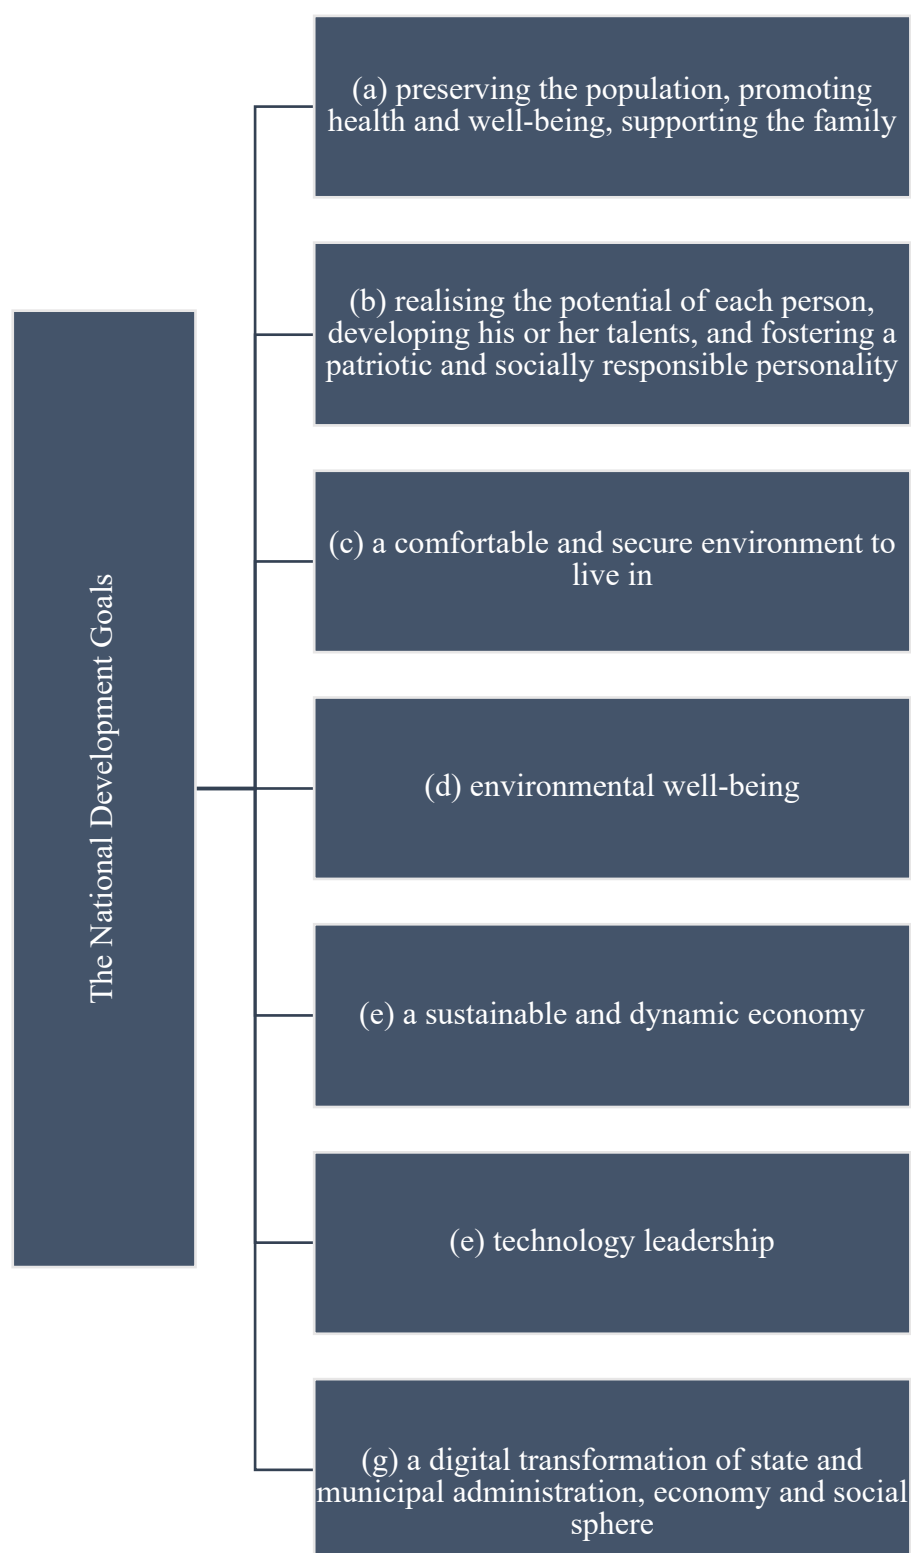 The National Development Goals
(a) preserving the population, promoting
health and well-being, supporting the family
(b) realising the potential of each person,
developing his or her talents, and fostering a
patriotic and socially responsible personality
(c) a comfortable and secure environment to
live in
(d) environmental well-being
(e) a sustainable and dynamic economy
(e) technology leadership
(g) a digital transformation of state and
municipal administration, economy and social
sphere